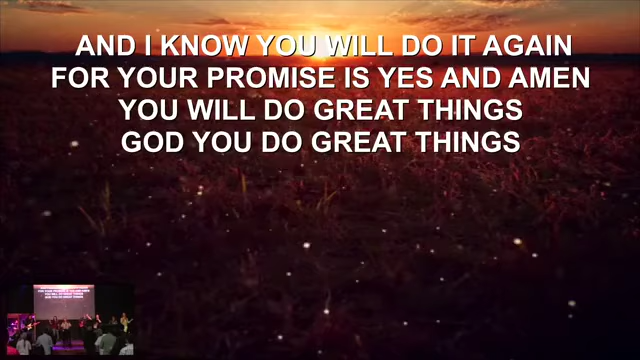 AND I KNOW YOU WILL DO IT AGAIN
FOR YOUR PROMISE IS YES AND AMEN
YOU WILL DO GREAT THINGS
GOD YOU DO GREAT THINGS